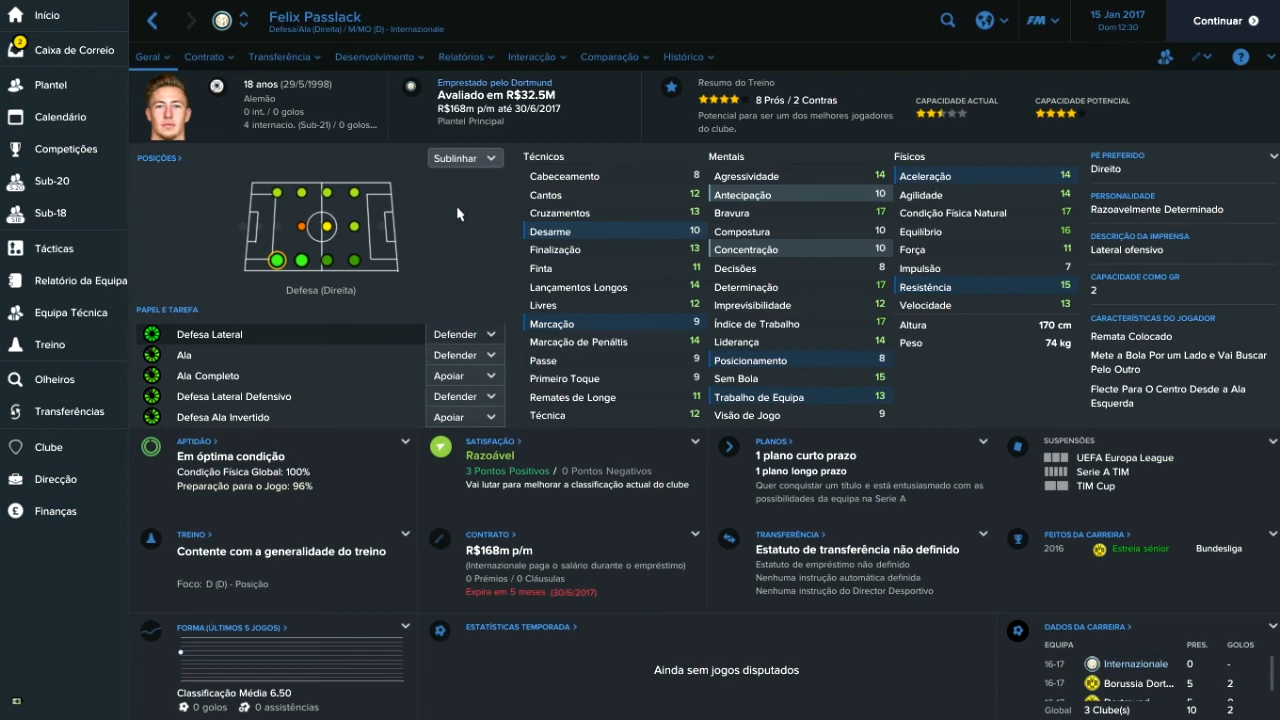 Início
2
Caixa de Correio
Plantel
Calendário
Competições
Sub-20
Sub-18
Tácticas
Relatório da Equipa
Equipa Técnica
Treino
Olheiros
Transferências
Clube
Direcção
Finanças
Felix Passlack
Defesa/Ala (Direita) / M/MO (D) - Internazionale
FM
15 Jan 2017
Dom 12:30
Continuar
Geral
Contrato
Transferência
Desenvolvimento
Relatórios
Interacção
Comparação
Histórico
18 anos (29/5/1998)
Alemão
0 int. / 0 golos
4 internacio. (Sub-21) / 0 golos...
Emprestado pelo Dortmund
Avaliado em R$32.5M
R$168m p/m até 30/6/2017
Plantel Principal
Resumo do Treino
8 Prós / 2 Contras
Potencial para ser um dos melhores jogadores do clube.
CAPACIDADE ACTUAL
CAPACIDADE POTENCIAL
POSIÇÕES >
Sublinhar
Defesa (Direita)
PAPEL E TAREFA
Defesa Lateral Defender
Ala Defender
Ala Completo Apoiar
Defesa Lateral Defensivo Defender
Defesa Ala Invertido Apoiar
Técnicos
Cabeceamento 8
Cantos 12
Cruzamentos 13
Desarme 10
Finalização 13
Finta 11
Lançamentos Longos 14
Livres 12
Marcação 9
Marcação de Penáltis 14
Passe 9
Primeiro Toque 9
Remates de Longe 11
Técnica 12
Mentais
Agressividade 14
Antecipação 10
Bravura 17
Compostura 10
Concentração 10
Decisões 8
Determinação 17
Imprevisibilidade 12
Índice de Trabalho 17
Liderança 14
Posicionamento 8
Sem Bola 15
Trabalho de Equipa 13
Visão de Jogo 9
Físicos
Aceleração 14
Agilidade 14
Condição Física Natural 17
Equilíbrio 16
Força 11
Impulsão 7
Resistência 15
Velocidade 13
Altura 170 cm
Peso 74 kg
PÉ PREFERIDO
Direito
PERSONALIDADE
Razoavelmente Determinado
DESCRIÇÃO DA IMPRENSA
Lateral ofensivo
CAPACIDADE COMO GR
2
CARACTERÍSTICAS DO JOGADOR
Remata Colocado
Mete a Bola Por um Lado e Vai Buscar Pelo Outro
Flecte Para O Centro Desde a Ala Esquerda
APTIDÃO >
Em óptima condição
Condição Física Global: 100%
Preparação para o Jogo: 96%
SATISFAÇÃO >
Razoável
3 Pontos Positivos / 0 Pontos Negativos
Vai lutar para melhorar a classificação actual do clube
PLANOS >
1 plano curto prazo
1 plano longo prazo
Quer conquistar um título e está entusiasmado com as possibilidades da equipa na Serie A
SUSPENSÕES
UEFA Europa League
Serie A TIM
TIM Cup
TREINO >
Contente com a generalidade do treino
Foco: D (D) - Posição
CONTRATO >
R$168m p/m
(Internazionale paga o salário durante o empréstimo)
0 Prémios / 0 Cláusulas
Expira em 5 meses (30/6/2017)
TRANSFERÊNCIA >
Estatuto de transferência não definido
Estatuto de empréstimo não definido
Nenhuma instrução automática definida
Nenhuma instrução do Director Desportivo
FEITOS DA CARREIRA >
2016 Estreia sénior Bundesliga
FORMA (ÚLTIMOS 5 JOGOS) >
Classificação Média 6.50
0 golos 0 assistências
ESTATÍSTICAS TEMPORADA >
Ainda sem jogos disputados
DADOS DA CARREIRA >
EQUIPA PRES. GOLOS
16-17 Internazionale 0 -
16-17 Borussia Dort... 5 2
Global 3 Clube(s) 10 2